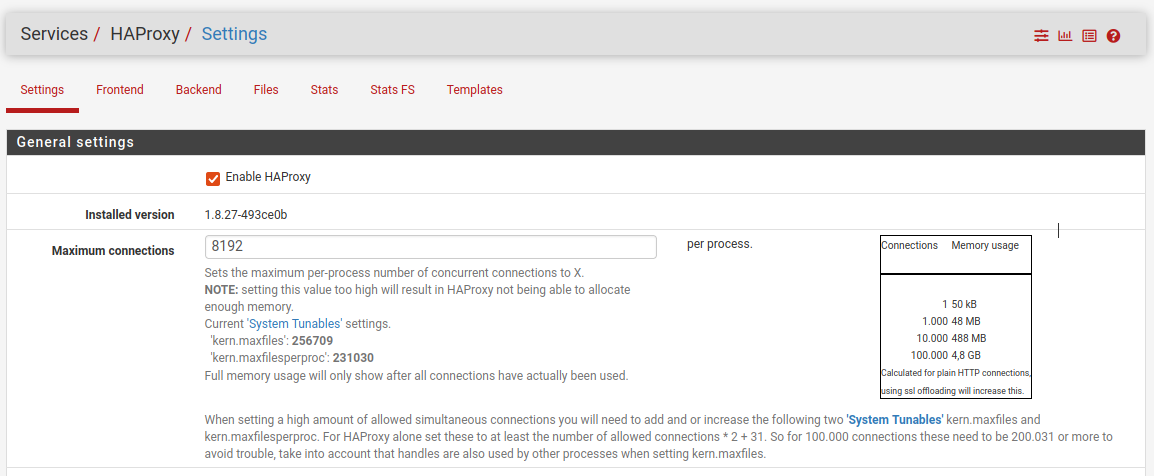 Services / HAProxy / Settings
Settings Frontend Backend Files Stats Stats FS Templates
General settings
Enable HAProxy
Installed version 1.8.27-493ce0b
Maximum connections 8192 per process.
Sets the maximum per-process number of concurrent connections to X.
NOTE: setting this value too high will result in HAProxy not being able to allocate
enough memory.
Current 'System Tunables' settings.
'kern.maxfiles': 256709
'kern.maxfilesperproc': 231030
Full memory usage will only show after all connections have actually been used.
Connections Memory usage
1 50 kB
1.000 48 MB
10.000 488 MB
100.000 4,8 GB
Calculated for plain HTTP connections,
using ssl offloading will increase this.
When setting a high amount of allowed simultaneous connections you will need to add and or increase the following two 'System Tunables' kern.maxfiles and
kern.maxfilesperproc. For HAProxy alone set these to at least the number of allowed connections * 2 + 31. So for 100.000 connections these need to be 200.031 or more to
avoid trouble, take into account that handles are also used by other processes when setting kern.maxfiles.